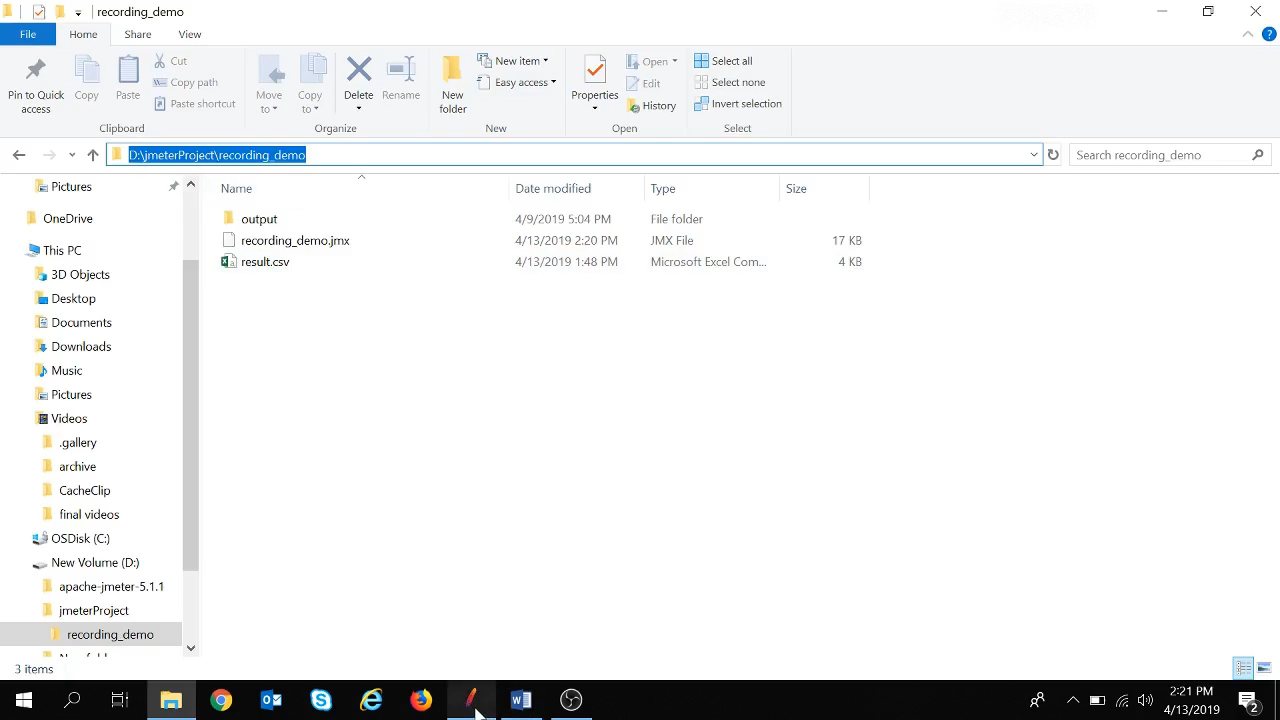 recording_demo
File
Home
Share
View
Pin to Quick access
Copy
Paste
Cut
Copy path
Paste shortcut
Clipboard
Move to
Copy to
Delete
Rename
Organize
New folder
New item
Easy access
New
Properties
Open
Edit
History
Open
Select all
Select none
Invert selection
Select
D:\jmeterProject\recording_demo
Search recording_demo
Name
Date modified
Type
Size
output 4/9/2019 5:04 PM File folder
recording_demo.jmx 4/13/2019 2:20 PM JMX File 17 KB
result.csv 4/13/2019 1:48 PM Microsoft Excel Com... 4 KB
Pictures
OneDrive
This PC
3D Objects
Desktop
Documents
Downloads
Music
Pictures
Videos
.gallery
archive
CacheClip
final videos
OSDisk (C:)
New Volume (D:)
apache-jmeter-5.1.1
jmeterProject
recording_demo
3 items
2:21 PM
4/13/2019
2